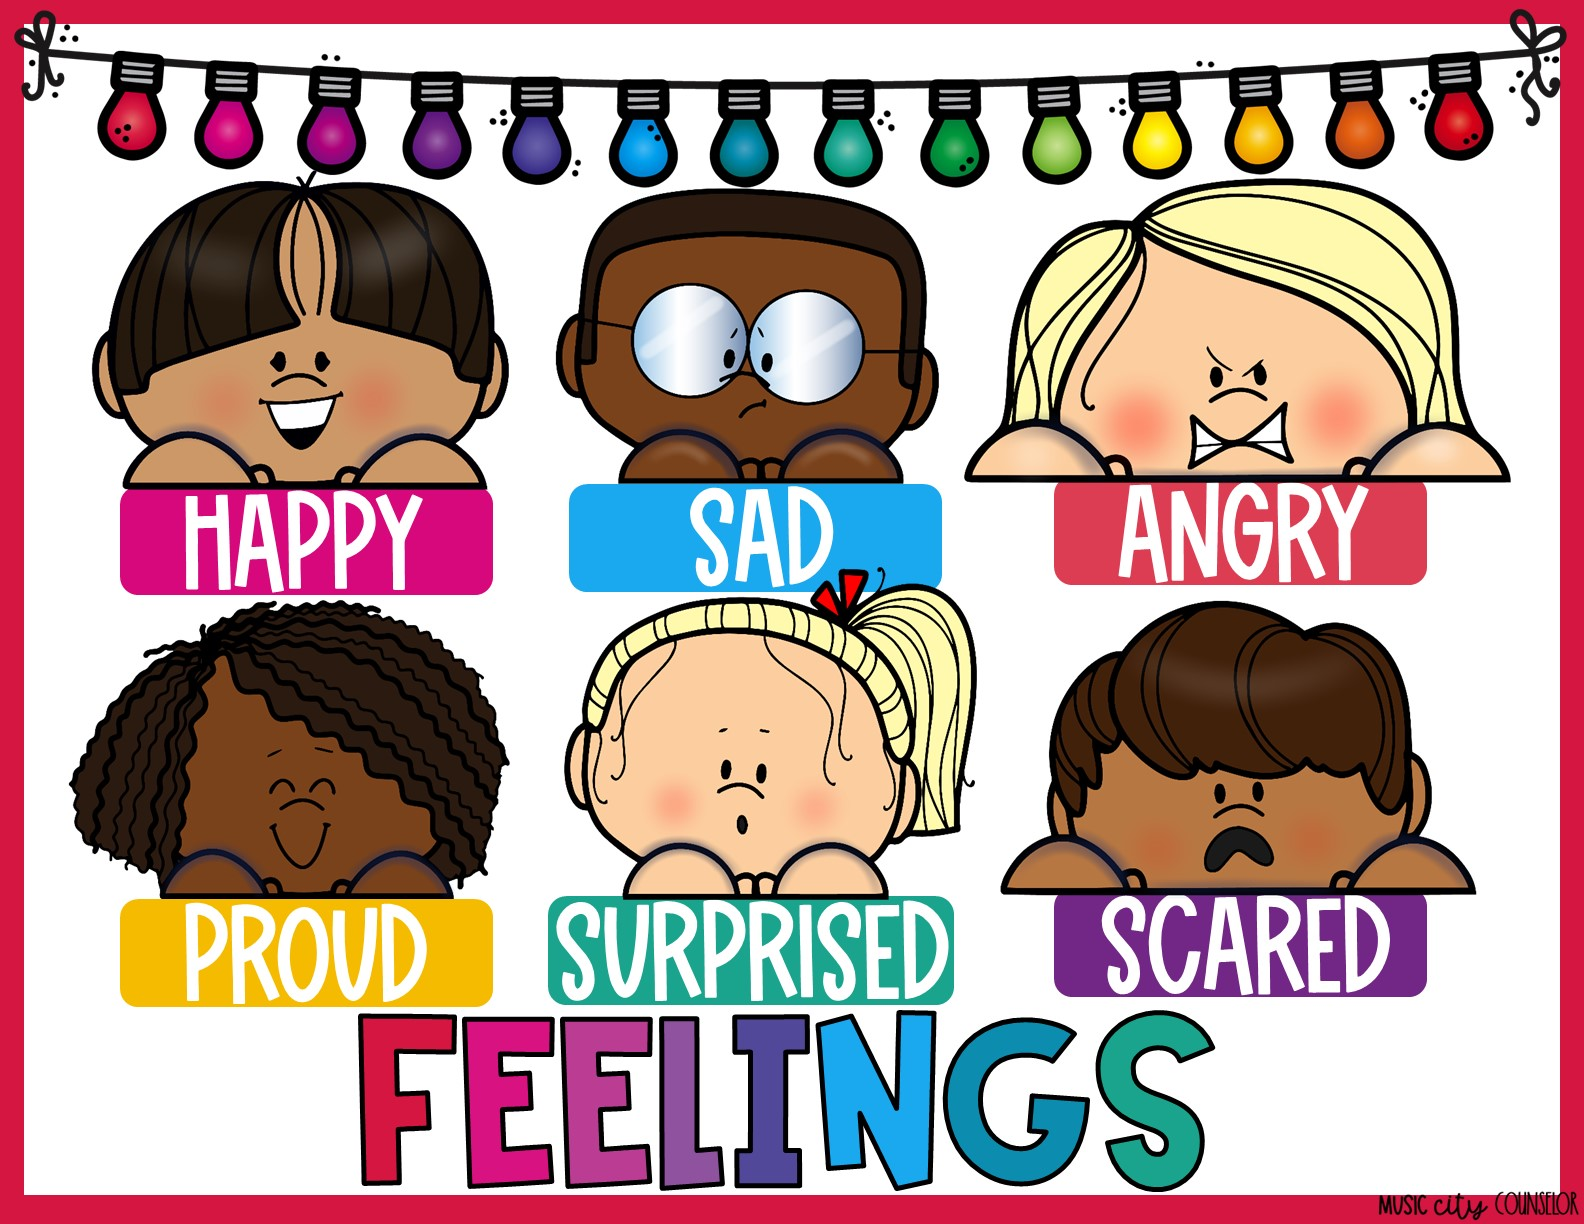 HAPPY
SAD
ANGRY
PROUD
SURPRISED
SCARED
FEELINGS
MUSIC city COUNSELOR